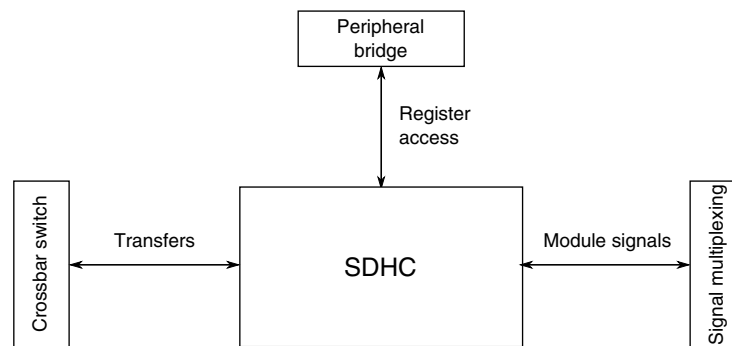 Peripheral
bridge
Register
access
Crossbar switch
Transfers
SDHC
Module signals
Signal multiplexing